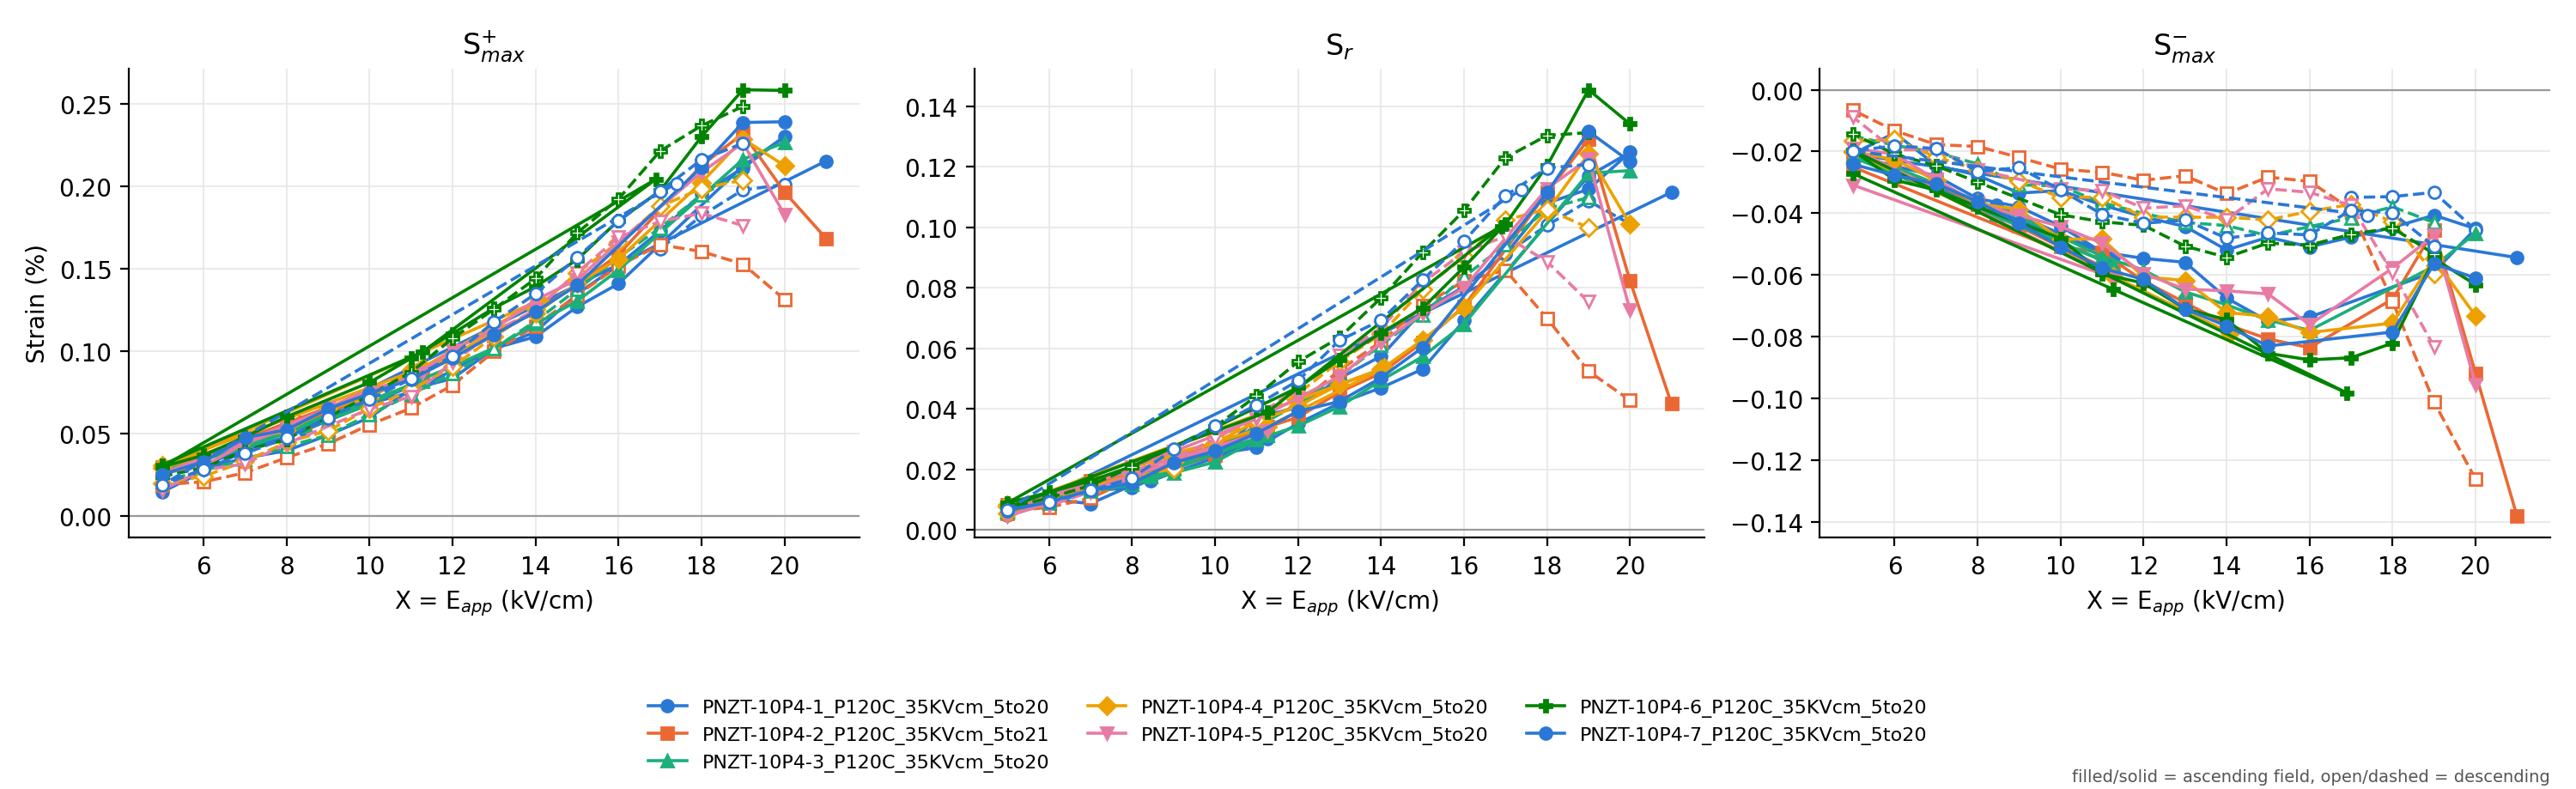 S+max
Sr
S−max
Strain (%)
0.25
0.20
0.15
0.10
0.05
0.00
6 8 10 12 14 16 18 20
X = Eapp (kV/cm)
0.14
0.12
0.10
0.08
0.06
0.04
0.02
0.00
6 8 10 12 14 16 18 20
X = Eapp (kV/cm)
0.00
−0.02
−0.04
−0.06
−0.08
−0.10
−0.12
−0.14
6 8 10 12 14 16 18 20
X = Eapp (kV/cm)
PNZT-10P4-1_P120C_35KVcm_5to20
PNZT-10P4-2_P120C_35KVcm_5to21
PNZT-10P4-3_P120C_35KVcm_5to20
PNZT-10P4-4_P120C_35KVcm_5to20
PNZT-10P4-5_P120C_35KVcm_5to20
PNZT-10P4-6_P120C_35KVcm_5to20
PNZT-10P4-7_P120C_35KVcm_5to20
filled/solid = ascending field, open/dashed = descending